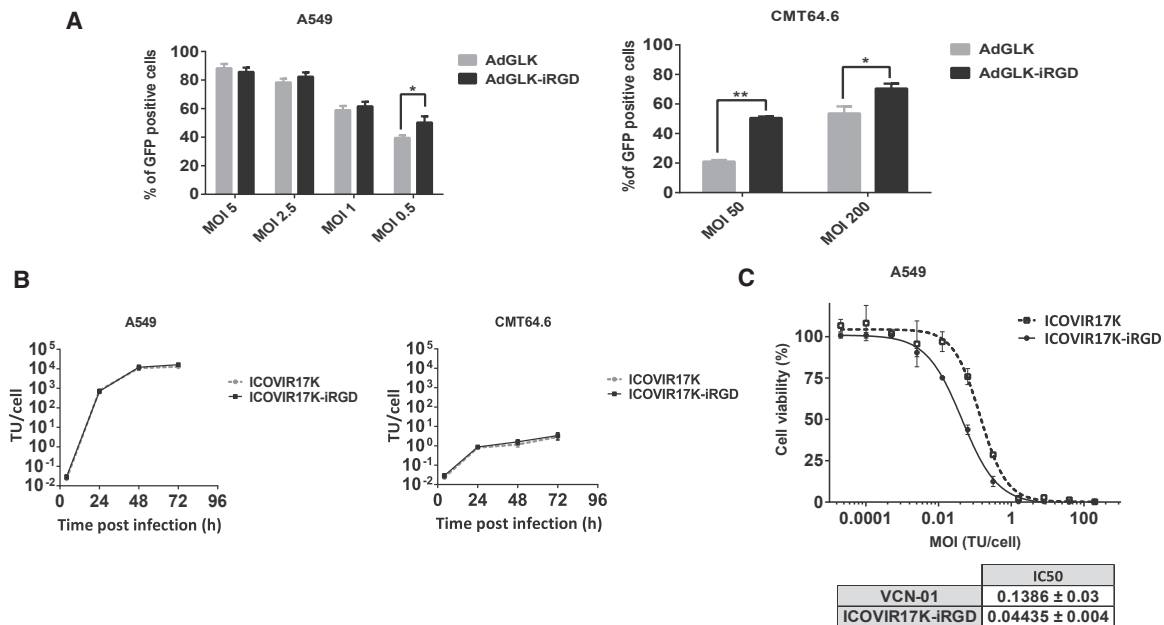 A
A549
% of GFP positive cells
100
80
60
40
20
0
MOI 5
MOI 2.5
MOI 1
MOI 0.5
*
AdGLK
AdGLK-iRGD
CMT64.6
%of GFP positive cells
100
80
60
40
20
0
MOI 50
MOI 200
**
*
AdGLK
AdGLK-iRGD
B
A549
TU/cell
10^5
10^4
10^3
10^2
10^1
10^0
10^-1
10^-2
0 24 48 72 96
Time post infection (h)
ICOVIR17K
ICOVIR17K-iRGD
CMT64.6
TU/cell
10^5
10^4
10^3
10^2
10^1
10^0
10^-1
10^-2
0 24 48 72 96
Time post infection (h)
ICOVIR17K
ICOVIR17K-iRGD
C
A549
Cell viability (%)
100
75
50
25
0
0.0001 0.01 1 100
MOI (TU/cell)
ICOVIR17K
ICOVIR17K-iRGD
IC50
VCN-01 0.1386 ± 0.03
ICOVIR17K-iRGD 0.04435 ± 0.004